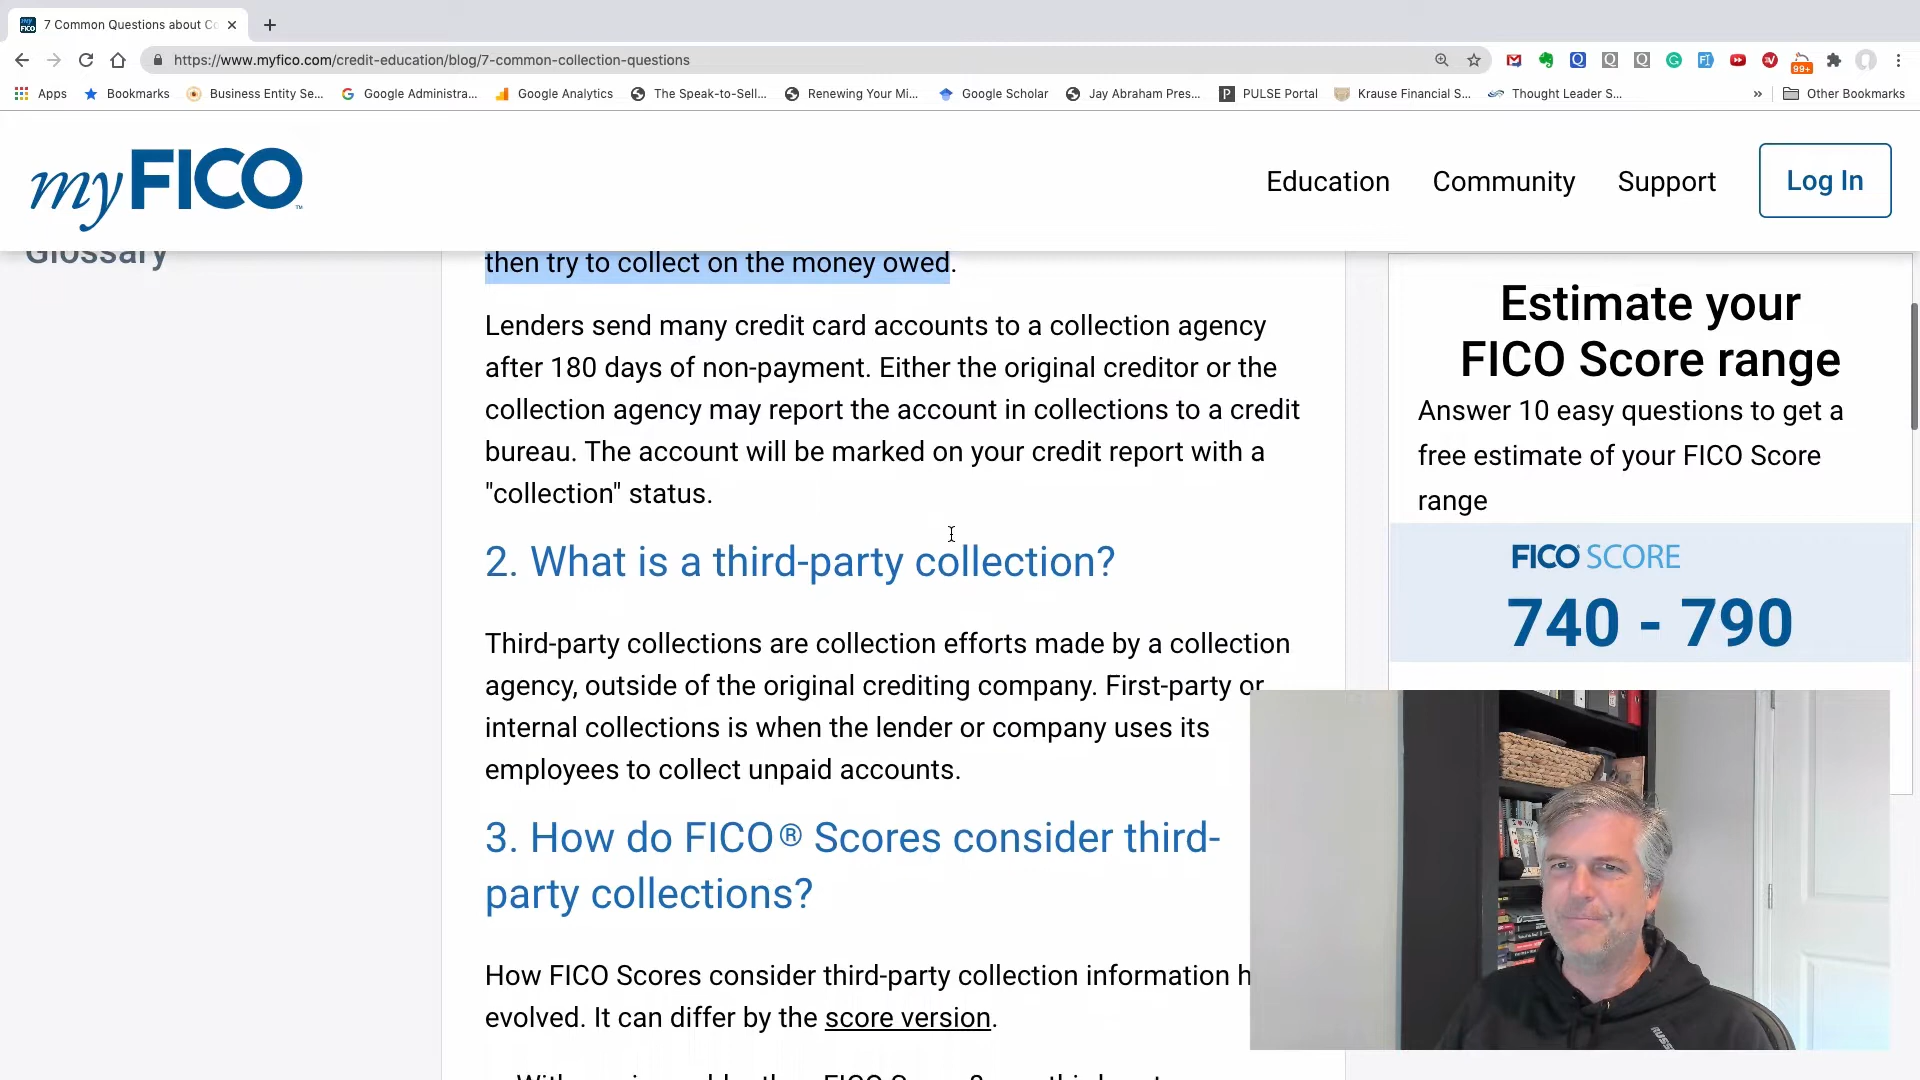 7 Common Questions about Co
https://www.myfico.com/credit-education/blog/7-common-collection-questions
99+
Apps
Bookmarks
Business Entity Se...
Google Administra...
Google Analytics
The Speak-to-Sell...
Renewing Your Mi...
Google Scholar
Jay Abraham Pres...
PULSE Portal
Krause Financial S...
Thought Leader S...
»
Other Bookmarks
myFICO™
Education
Community
Support
Log In
Glossary
then try to collect on the money owed.
Lenders send many credit card accounts to a collection agency
after 180 days of non-payment. Either the original creditor or the
collection agency may report the account in collections to a credit
bureau. The account will be marked on your credit report with a
"collection" status.
2. What is a third-party collection?
Third-party collections are collection efforts made by a collection
agency, outside of the original crediting company. First-party or
internal collections is when the lender or company uses its
employees to collect unpaid accounts.
3. How do FICO® Scores consider third-
party collections?
How FICO Scores consider third-party collection information h
evolved. It can differ by the score version.
Estimate your
FICO Score range
Answer 10 easy questions to get a
free estimate of your FICO Score
range
FICO SCORE
740 - 790